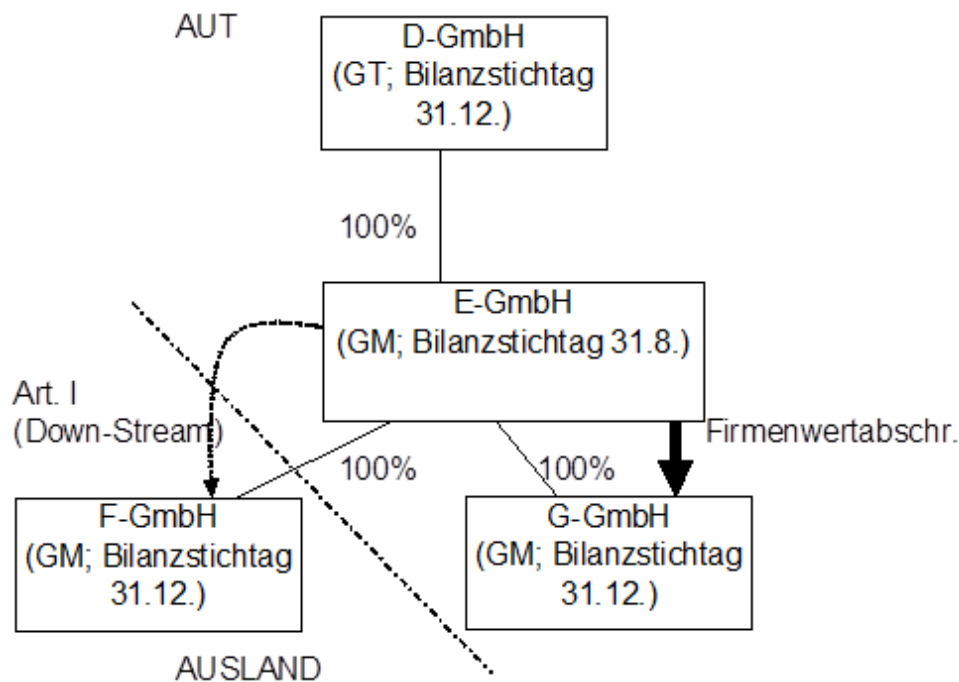 AUT
D-GmbH
(GT; Bilanzstichtag
31.12.)
100%
E-GmbH
(GM; Bilanzstichtag 31.8.)
Art. I
(Down-Stream)
Firmenwertabschr.
100%
100%
F-GmbH
(GM; Bilanzstichtag
31.12.)
G-GmbH
(GM; Bilanzstichtag
31.12.)
AUSLAND